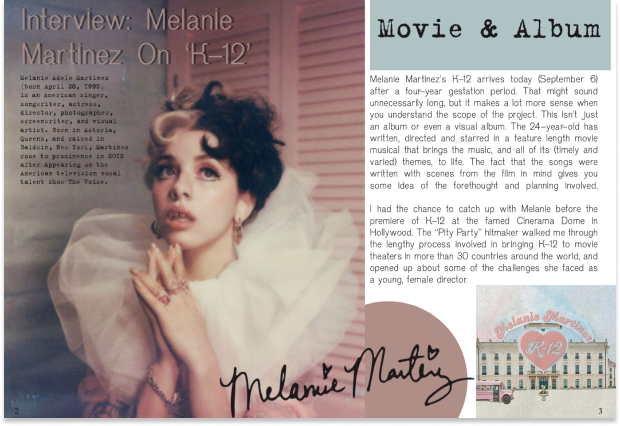 Interview: Melanie
Martinez On 'K-12'
Melanie Adele Martinez
(born April 28, 1995)
is an American singer,
songwriter, actress,
director, photographer,
screenwriter, and visual
artist. Born in Astoria,
Queens, and raised in
Baldwin, New York, Martinez
rose to prominence in 2012
after appearing on the
American television vocal
talent show The Voice.
2
Movie & Album
Melanie Martinez's K-12 arrives today (September 6)
after a four-year gestation period. That might sound
unnecessarily long, but it makes a lot more sense when
you understand the scope of the project. This isn't just
an album or even a visual album. The 24-year-old has
written, directed and starred in a feature length movie
musical that brings the music, and all of its (timely and
varied) themes, to life. The fact that the songs were
written with scenes from the film in mind gives you
some idea of the forethought and planning involved.
I had the chance to catch up with Melanie before the
premiere of K-12 at the famed Cinerama Dome in
Hollywood. The "Pity Party" hitmaker walked me through
the lengthy process involved in bringing K-12 to movie
theaters in more than 30 countries around the world, and
opened up about some of the challenges she faced as
a young, female director.
Melanie Martinez
Melanie Martinez
K-12
3